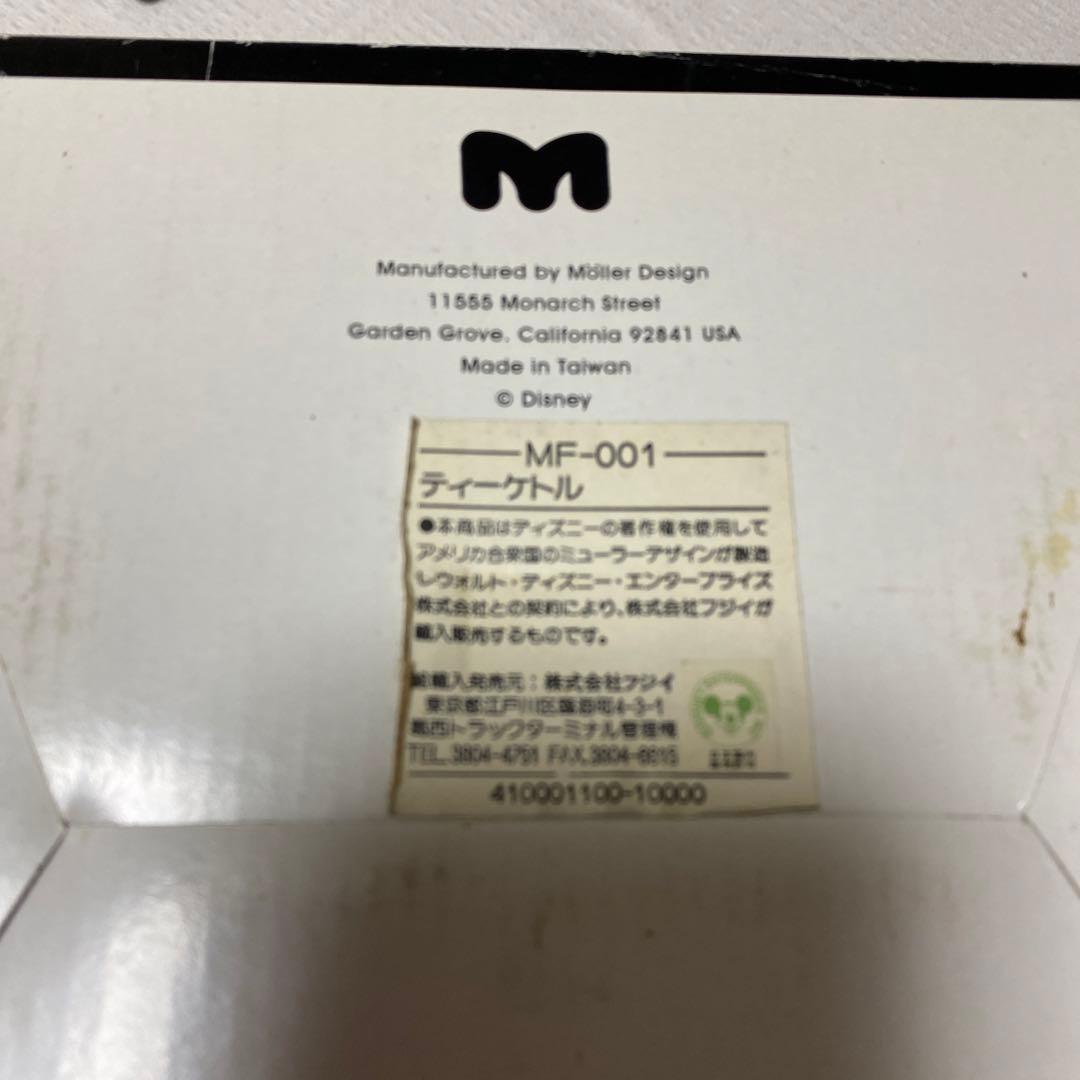 M
Manufactured by Möller Design
11555 Monarch Street
Garden Grove, California 92841 USA
Made in Taiwan
© Disney
MF-001
ティーケトル
●本商品はディズニーの著作権を使用して
アメリカ合衆国のミューラーデザインが製造
しウォルト・ディズニー・エンタープライズ
株式会社との契約により、株式会社フジイが
輸入販売するものです。
総輸入発売元：株式会社フジイ
東京都江戸川区臨海町4-3-1
葛西トラックターミナル管理棟
TEL.3804-4751 FAX.3804-6615
410001100-10000